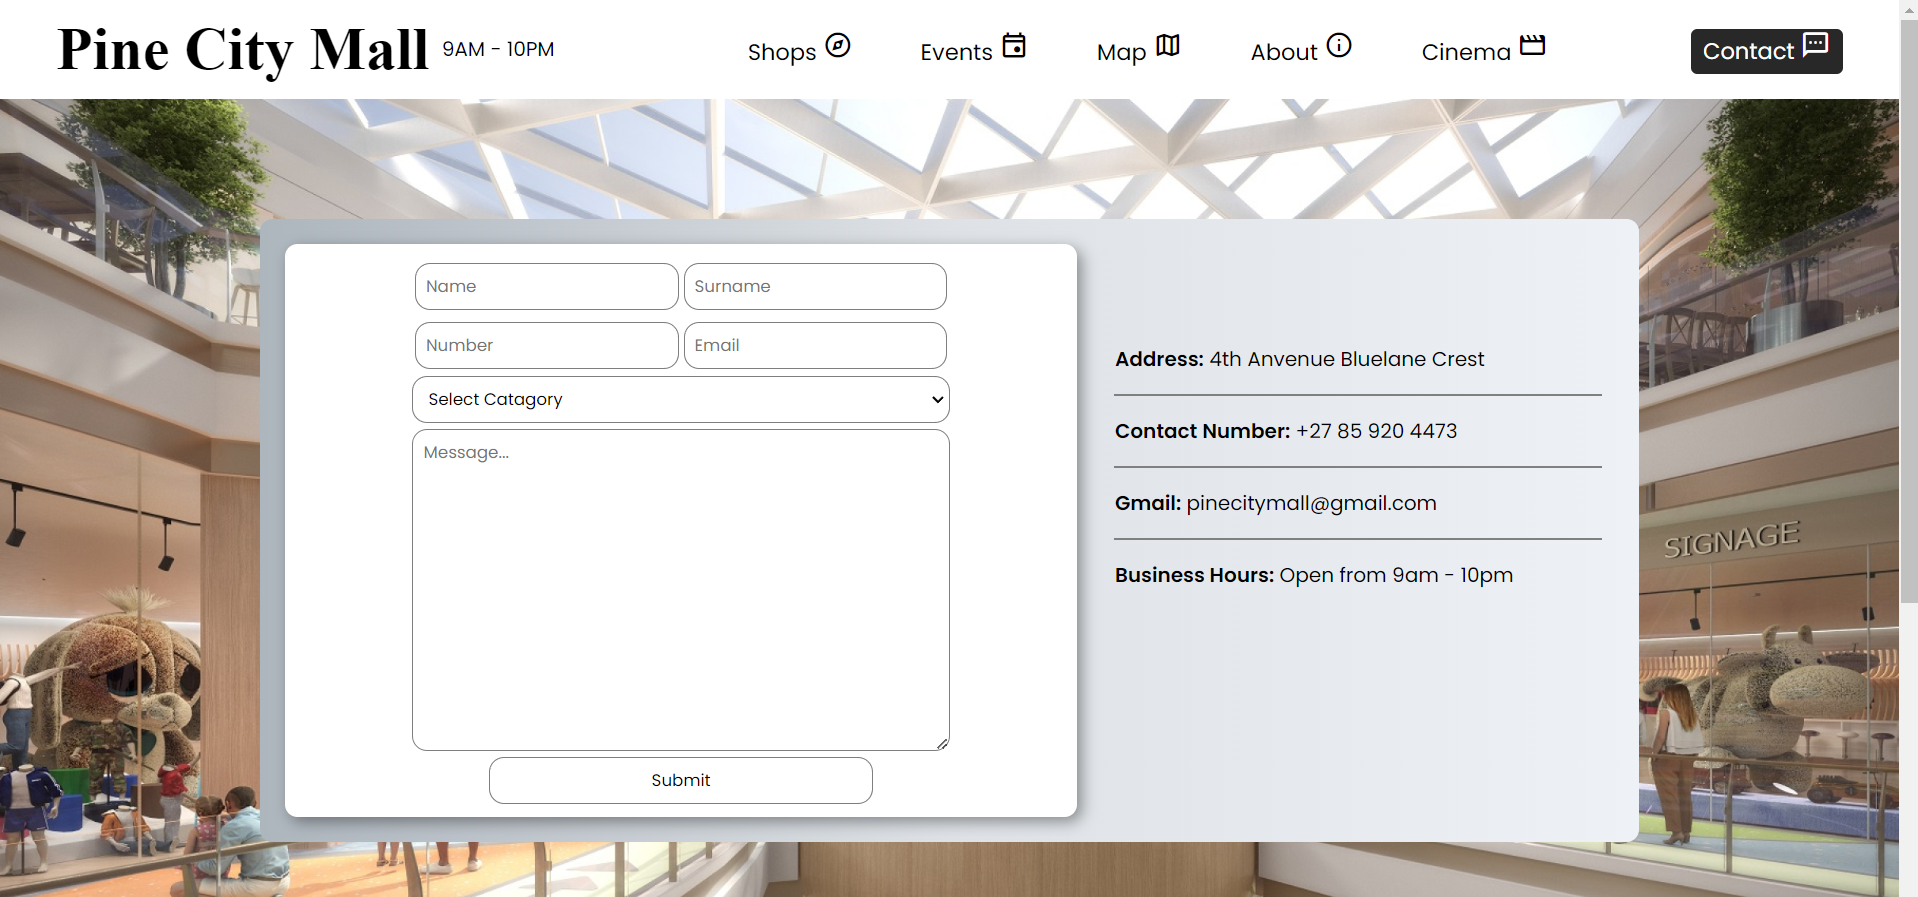 Pine City Mall 9AM - 10PM Shops Events Map About Cinema Contact
Name Surname
Number Email
Select Catagory
Message...
Submit
Address: 4th Anvenue Bluelane Crest
Contact Number: +27 85 920 4473
Gmail: pinecitymall@gmail.com
Business Hours: Open from 9am - 10pm
SIGNAGE